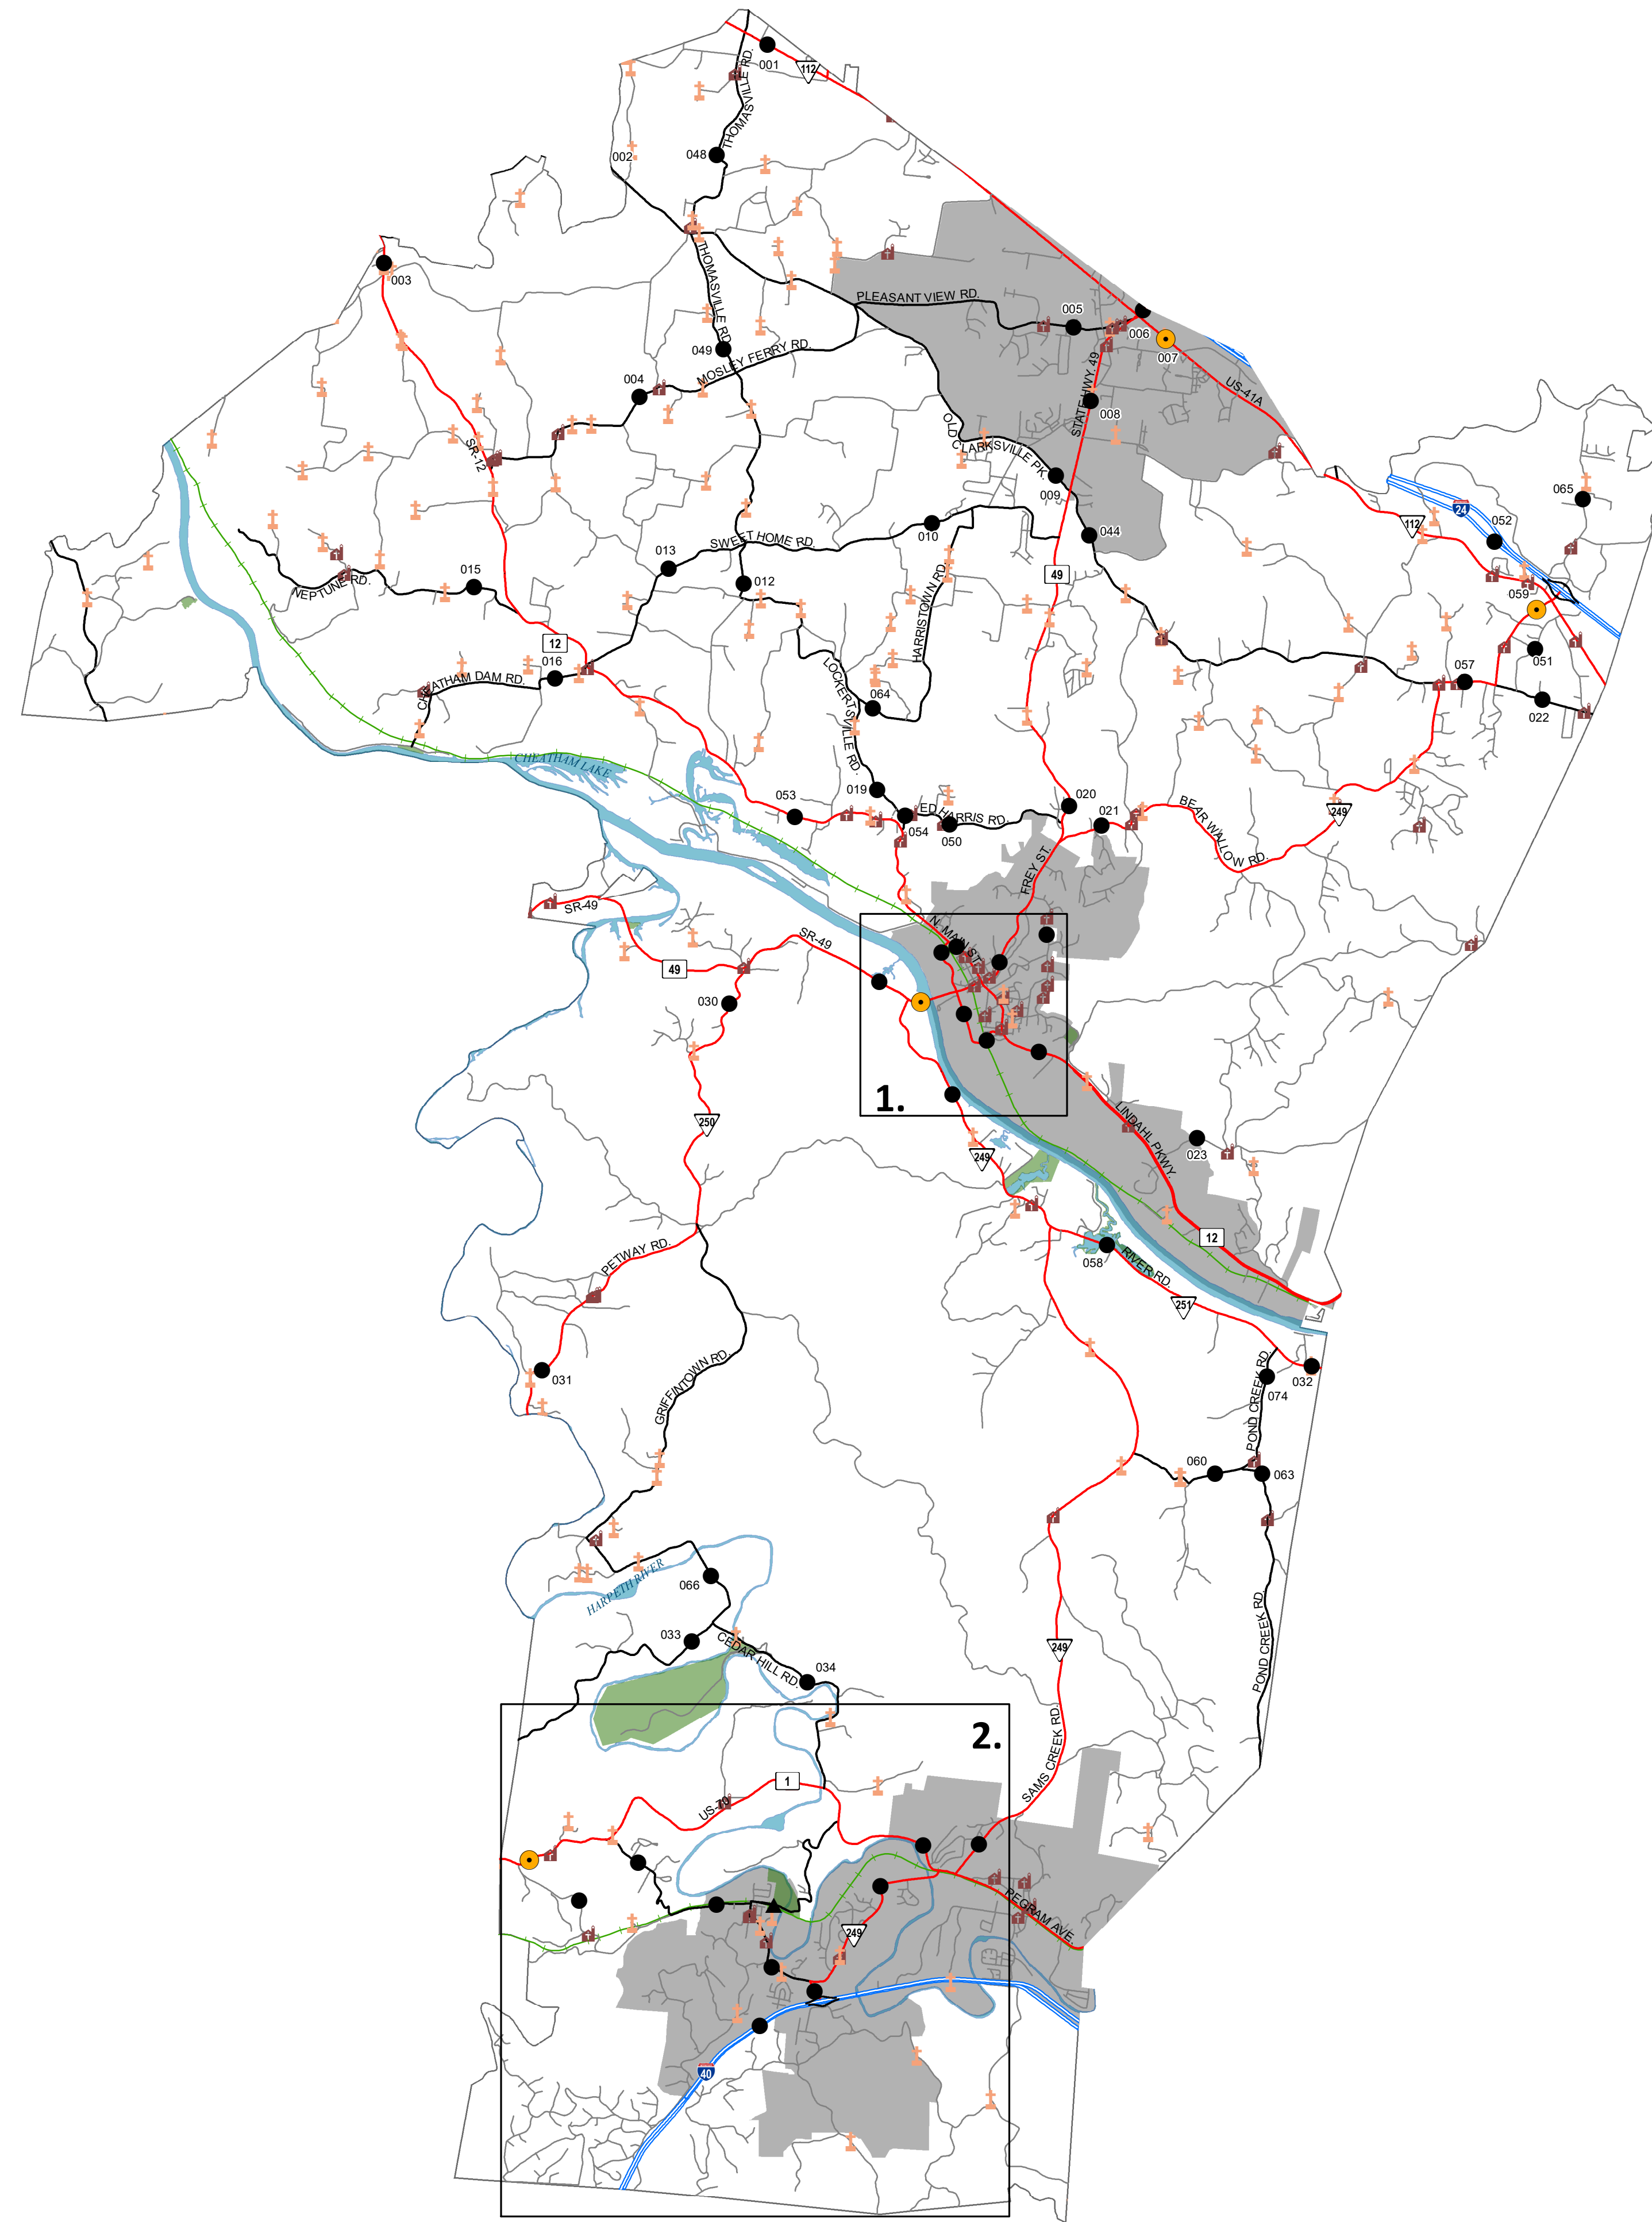 001
112
THOMASVILLE RD.
002
048
003
THOMASVILLE RD.
PLEASANT VIEW RD.
005
006
007
049
MOSLEY FERRY RD.
004
STATE HWY. 49
US-41A
008
OLD CLARKSVILLE PK.
SR-12
009
065
24
112
052
010
044
SWEET HOME RD.
013
49
015
012
NEPTUNE RD.
HARRISTOWN RD.
059
12
051
016
057
CHEATHAM DAM RD.
LOCKERTSVILLE RD.
064
022
CHEATHAM LAKE
053
019
020
ED HARRIS RD.
021
BEAR WALLOW RD.
249
054
050
FREY ST.
SR-49
N. MAIN ST.
SR-49
49
030
1.
LINDAHL PKWY.
250
023
249
12
PETWAY RD.
058
RIVER RD.
251
031
GRIFFINTOWN RD.
POND CREEK RD.
032
074
060
063
HARPETH RIVER
066
033
CEDAR HILL RD.
034
249
POND CREEK RD.
2.
SAMS CREEK RD.
1
US-70
PEGRAM AVE.
249
40